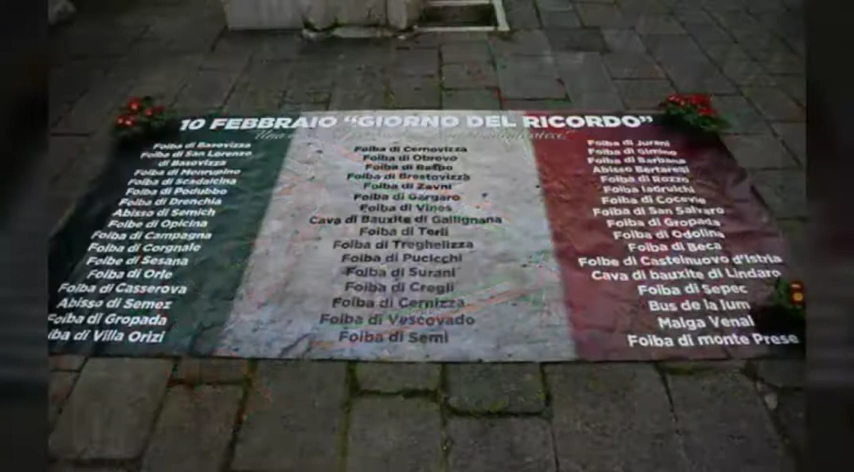 10 FEBBRAIO "GIORNO DEL RICORDO"
Foiba di Basovizza
Foiba di San Lorenzo
di Basovizza
Foiba di Monrupino
Foiba di Scadaicina
Foiba di Podubbo
Foiba di Drenchia
Abisso di Semich
Foibe di Opicina
Foiba di Campagna
Foiba di Corgnale
Foibe di Sesana
Foiba di Orle
Foiba di Casserova
Abisso di Semez
Foiba di Gropada
iba di Villa Orizi
Foiba di Cernovizza
Foiba di Obrovo
Foiba di Raspo
Foiba di Brestovizza
Foiba di Zavni
Foiba di Gargaro
Foiba di Vines
Cava di Bauxite di Gallignana
Foiba di Terli
Foiba di Treghelizza
Foiba di Pucicchi
Foiba di Surani
Foiba di Cregli
Foiba di Cernizza
Foiba di Vescovado
Foiba di Semi
Foiba di Jurani
Foiba di Gimino
Foiba di Barbana
Abisso Bertarelli
Foiba di Rozzo
Foiba Iadruichi
Foiba di Cocevie
Foiba di San Salvaro
Foiba di Gropada
Foiba di Odolina
Foiba di Beca
Foibe di Castelnuovo d'Istria
Cava di bauxite di Lindaro
Foiba di Sepec
Bus de la lum
Malga Venal
Foiba di monte Prese